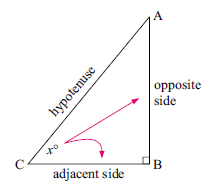 A
hypotenuse
opposite
side
x°
C
B
adjacent side